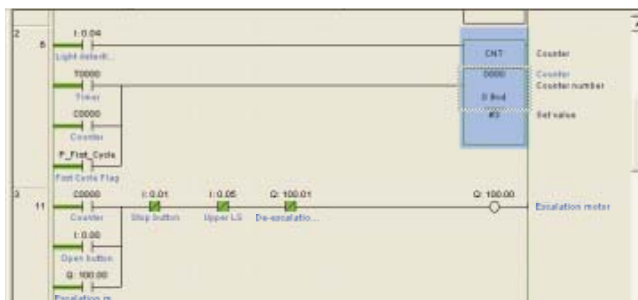 2
8
I: 0.04
CNT
Counter
Light detecti...
T0000
0000
Counter
Counter number
Timer
0 Bcd
C0000
#3
Set value
Counter
P_First_Cycle
First Cycle Flag
3
11
C0000
I: 0.01
I: 0.05
Q: 100.01
Q: 100.00
Counter
Stop button
Upper LS
De-escalatio...
Escalation motor
I: 0.00
Open button
Q: 100.00
Escalation m...